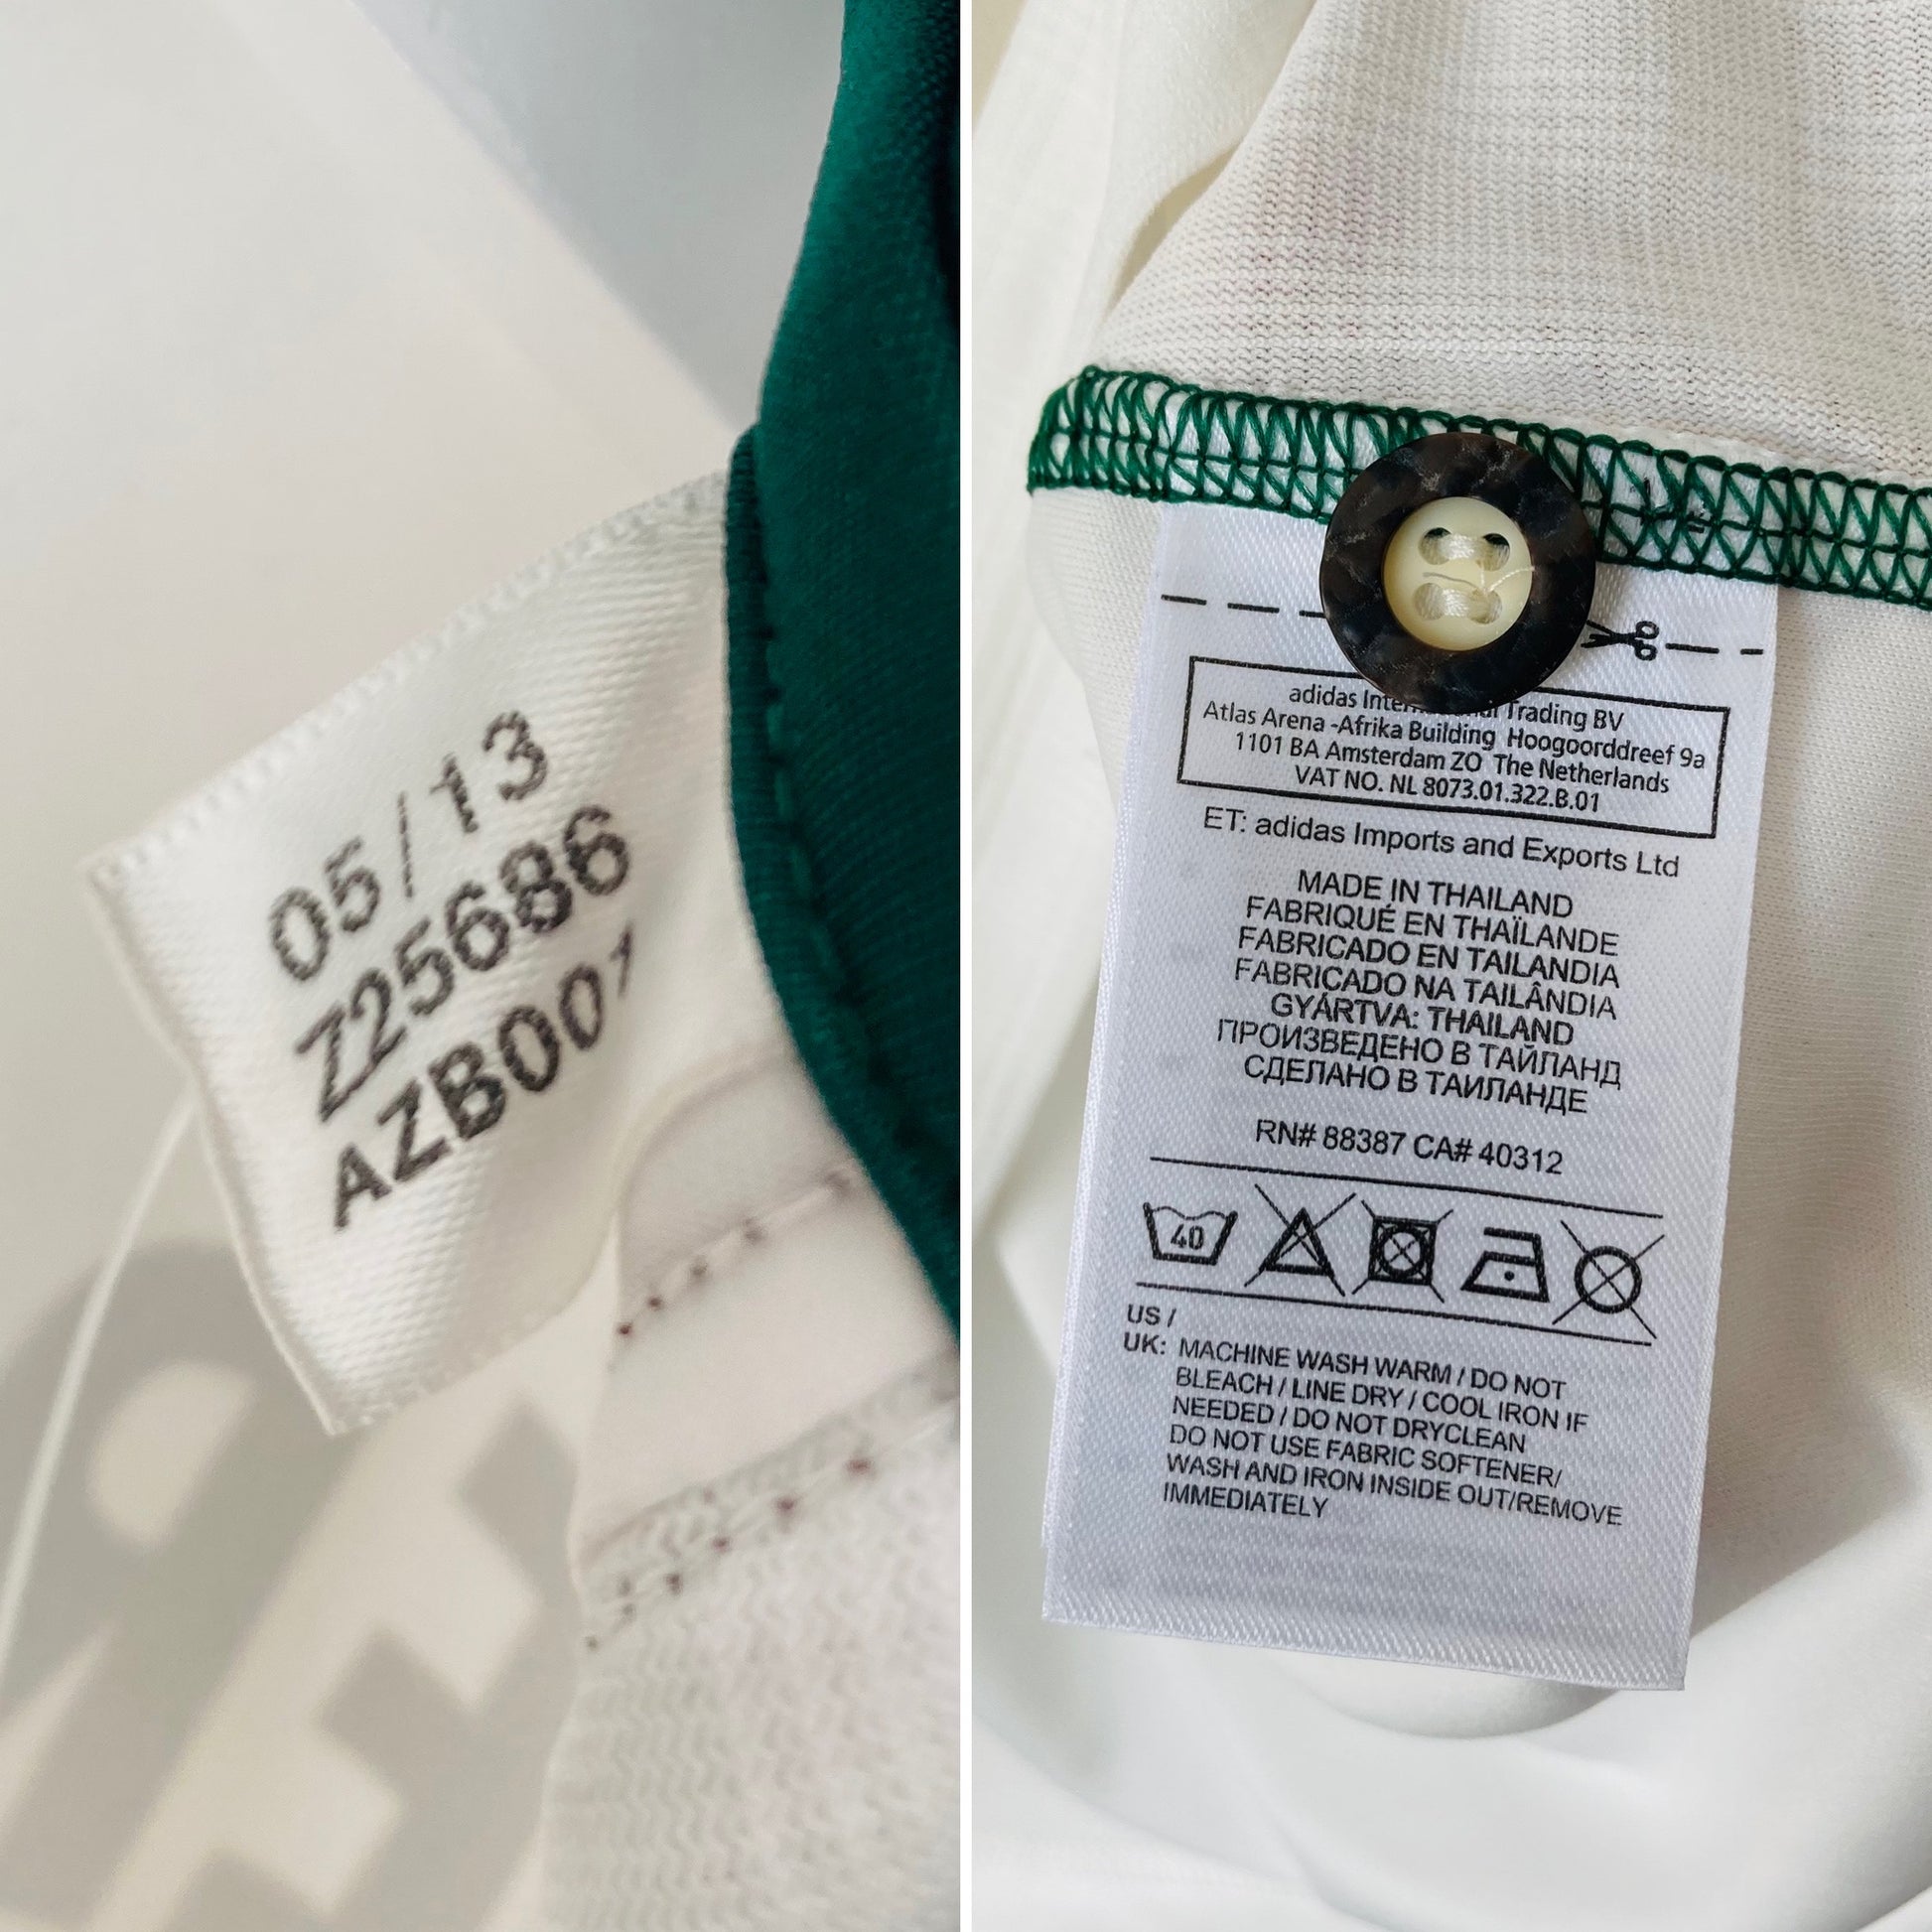 05/13
Z25686
AZB001
adidas Trading BV
Atlas Arena -Afrika Building Hoogoorddreef 9a
1101 BA Amsterdam ZO The Netherlands
VAT NO. NL 8073.01.322.B.01
ET: adidas Imports and Exports Ltd
MADE IN THAILAND
FABRIQUÉ EN THAÏLANDE
FABRICADO EN TAILANDIA
FABRICADO NA TAILÂNDIA
GYÁRTVA: THAILAND
ПРОИЗВЕДЕНО В ТАЙЛАНД
СДЕЛАНО В ТАИЛАНДЕ
RN# 88387 CA# 40312
40
US /
UK: MACHINE WASH WARM / DO NOT
BLEACH / LINE DRY / COOL IRON IF
NEEDED / DO NOT DRYCLEAN
DO NOT USE FABRIC SOFTENER/
WASH AND IRON INSIDE OUT/REMOVE
IMMEDIATELY